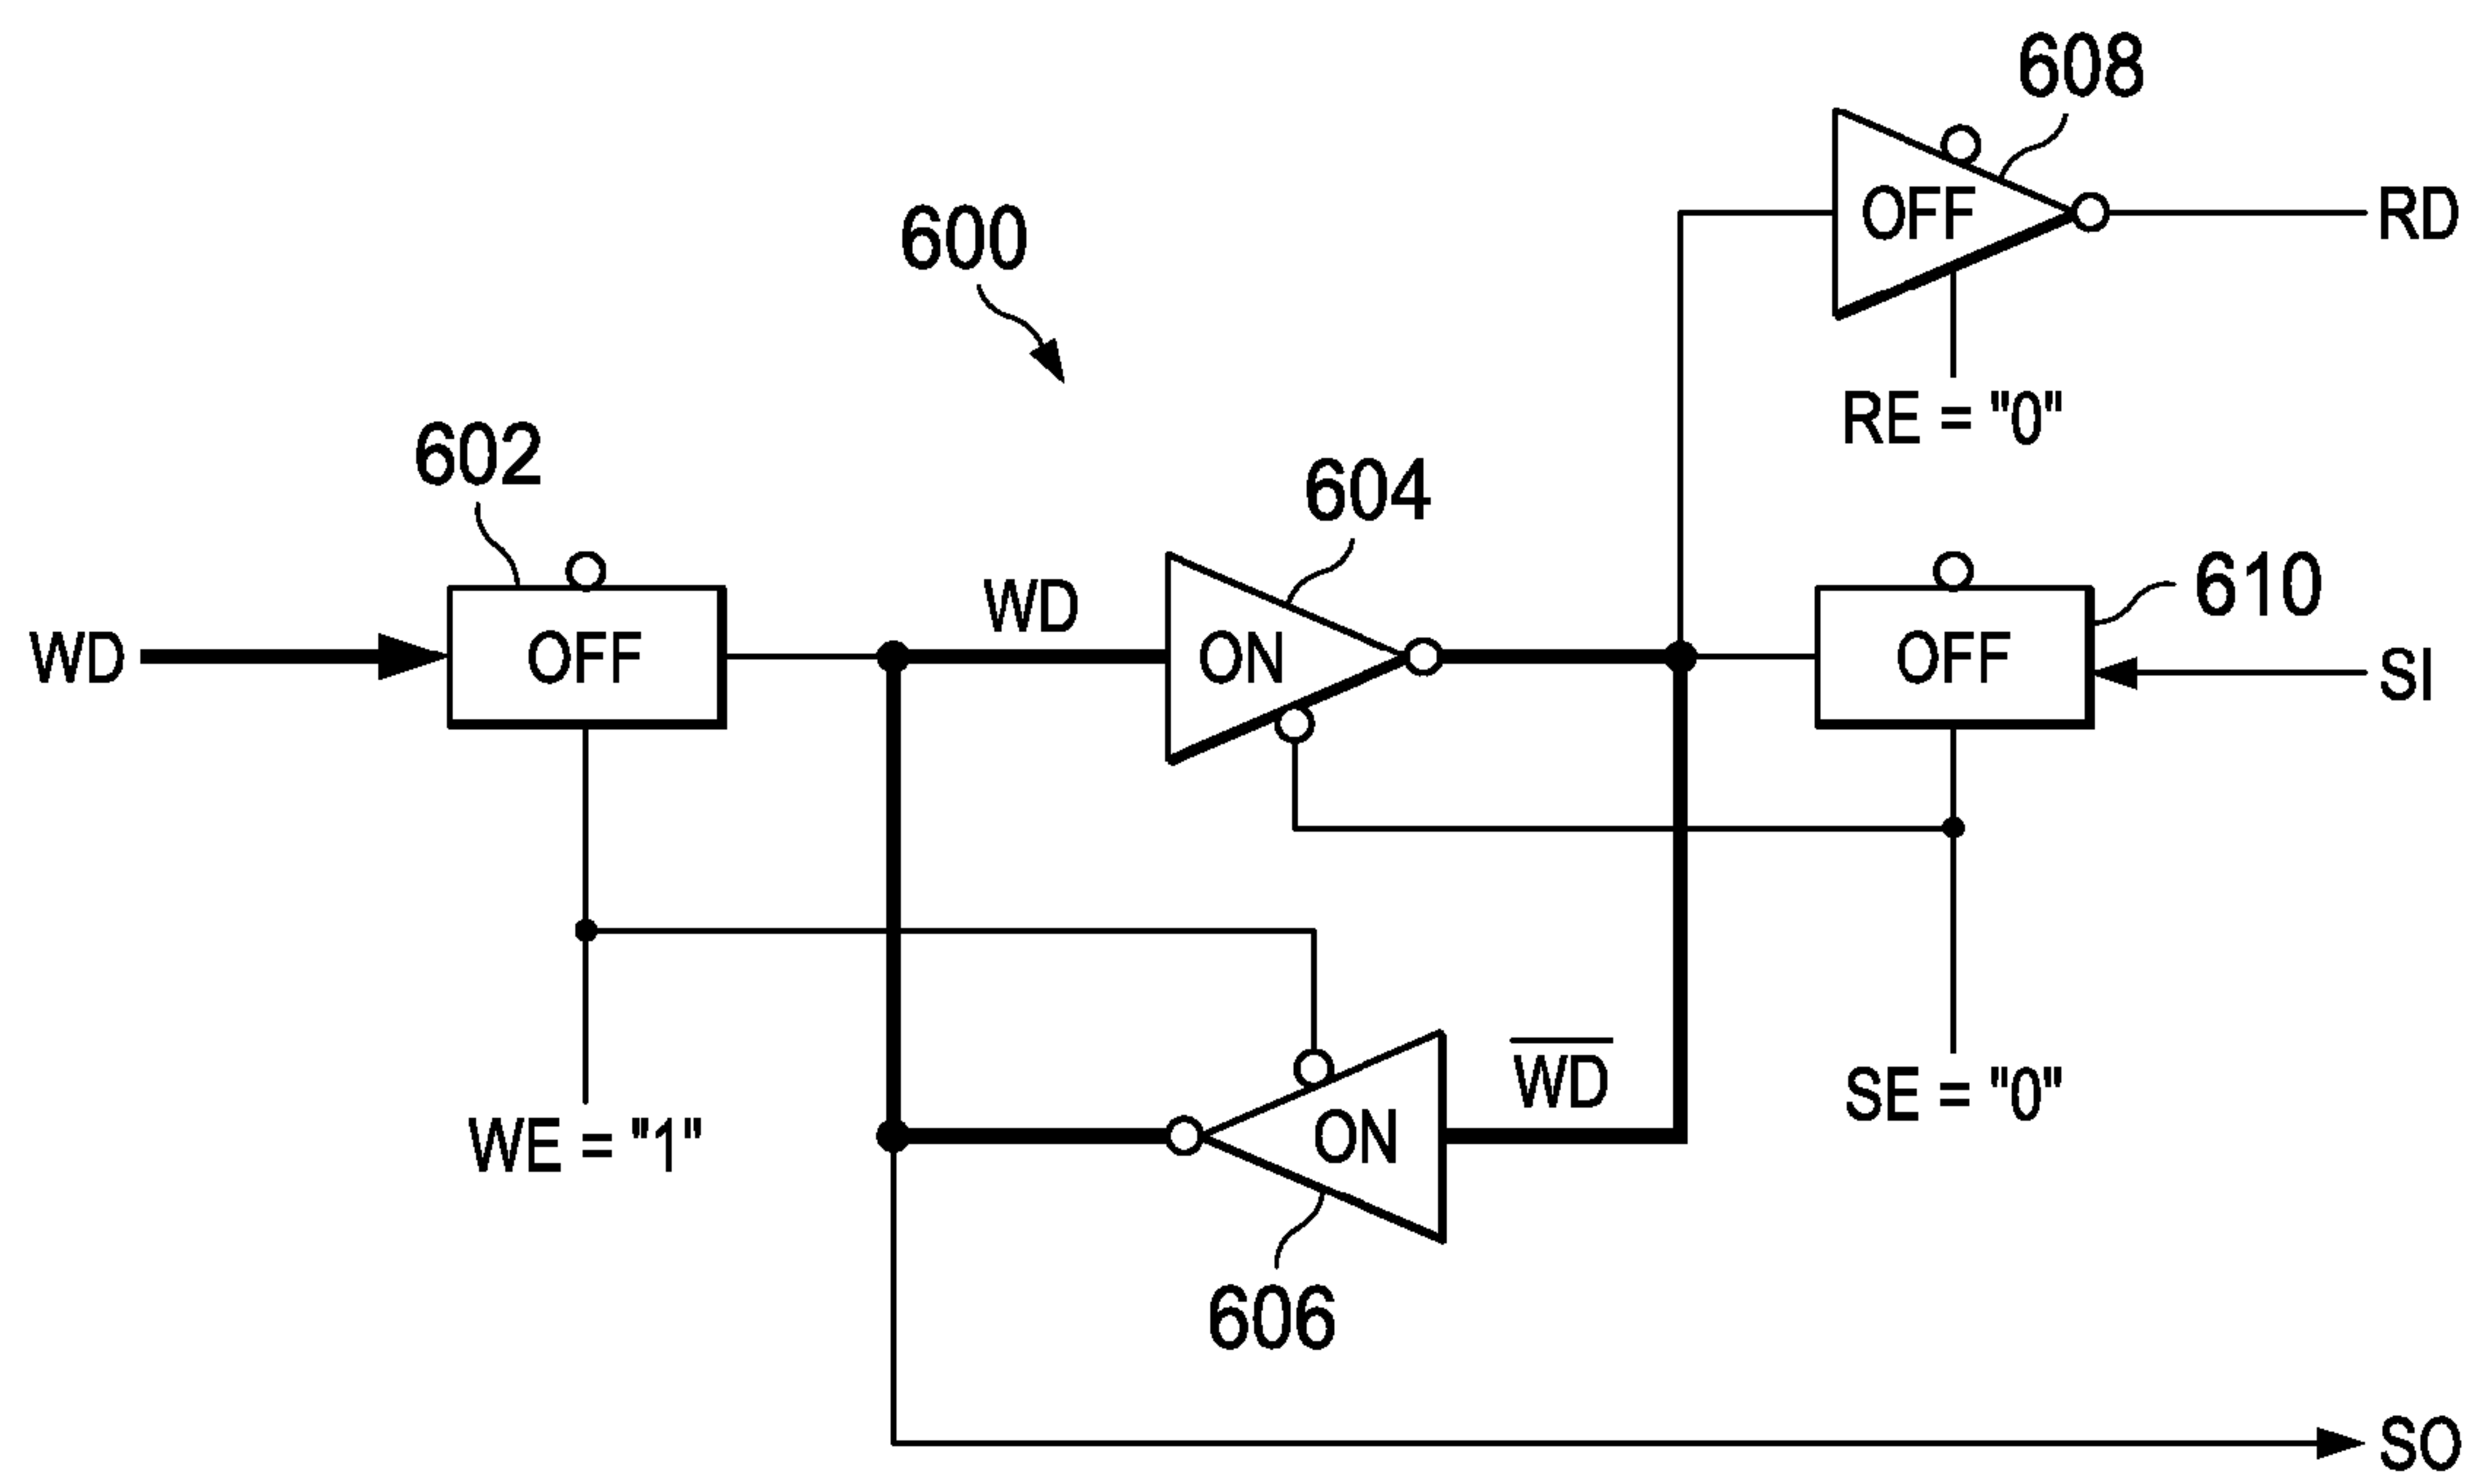 608
OFF
RD
600
RE = "0"
602
604
WD
OFF
WD
ON
OFF
610
SI
WE = "1"
ON
W̅D̅
SE = "0"
606
SO